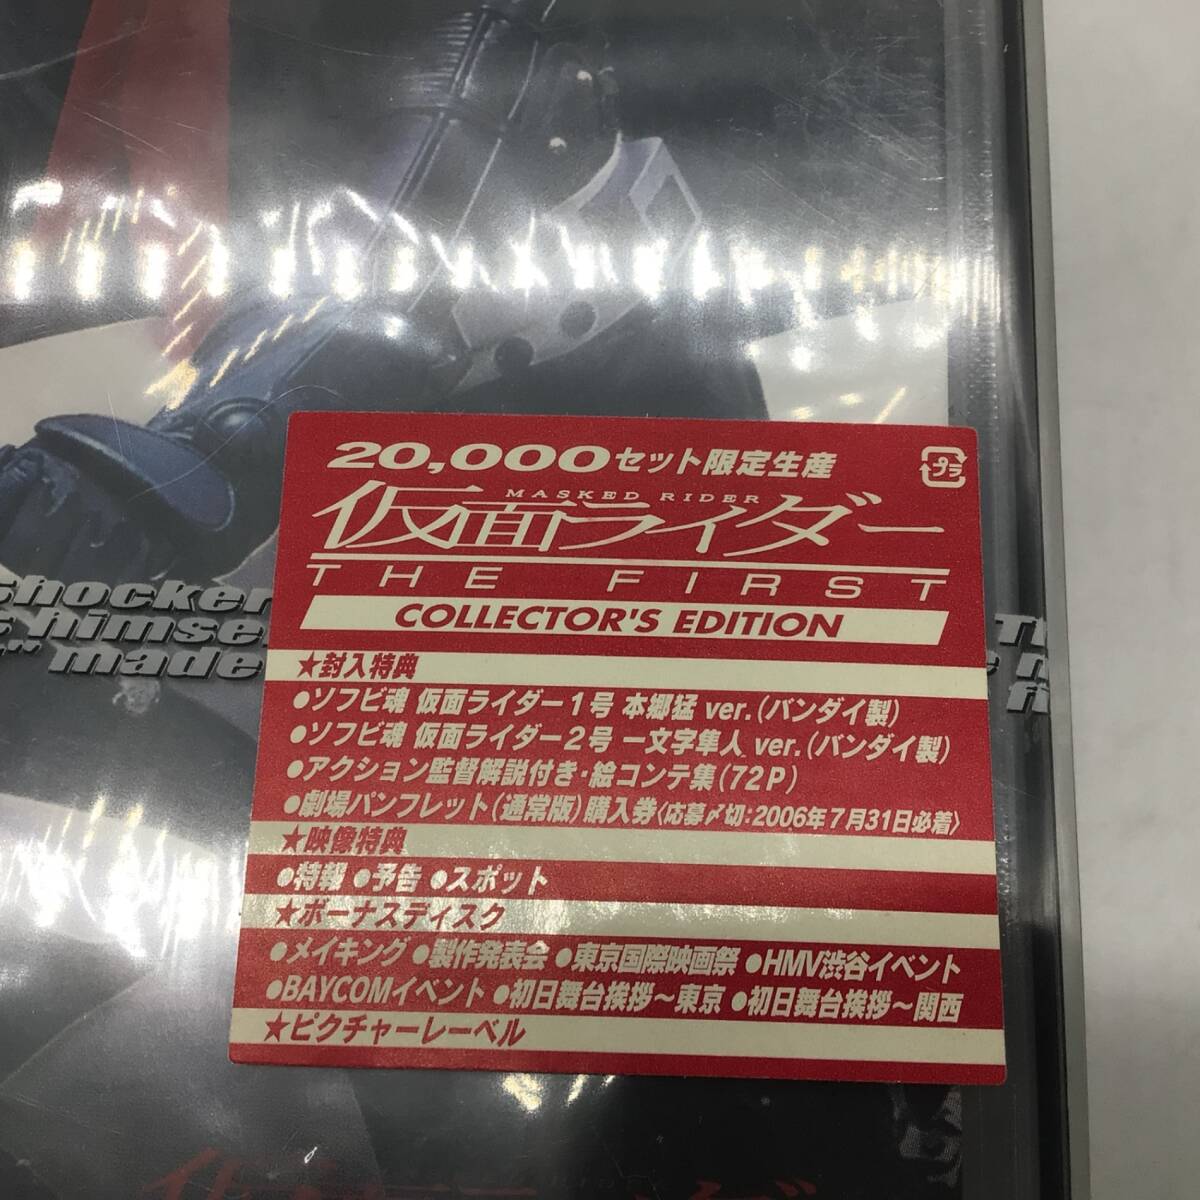 20,000セット限定生産
プラ
MASKED RIDER
仮面ライダー
THE FIRST
COLLECTOR'S EDITION
★封入特典
●ソフビ魂 仮面ライダー1号 本郷猛 ver.(バンダイ製)
●ソフビ魂 仮面ライダー2号 一文字隼人 ver.(バンダイ製)
●アクション監督解説付き・絵コンテ集(72P)
●劇場パンフレット(通常版)購入券〈応募〆切:2006年7月31日必着〉
★映像特典
●特報 ●予告 ●スポット
★ボーナスディスク
●メイキング ●製作発表会 ●東京国際映画祭 ●HMV渋谷イベント
●BAYCOMイベント ●初日舞台挨拶～東京 ●初日舞台挨拶～関西
★ピクチャーレーベル
shocker
himse
made